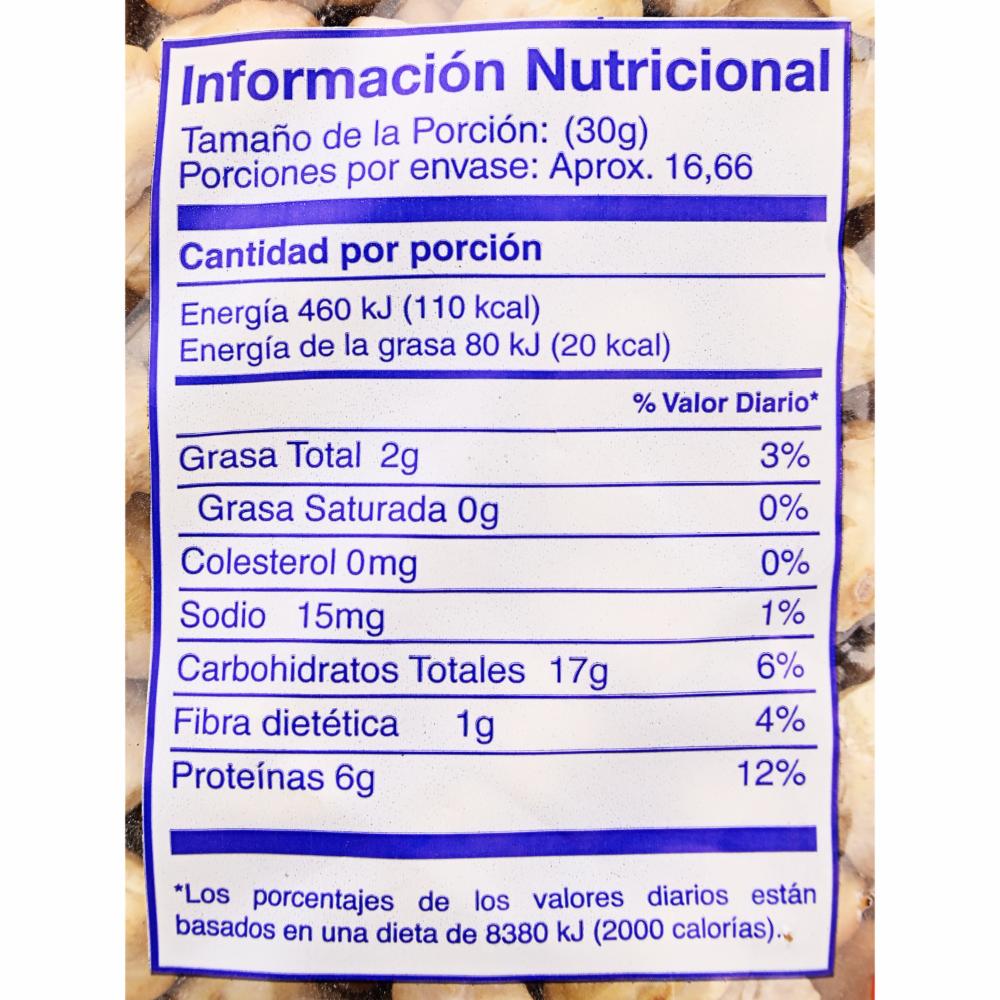 Información Nutricional
Tamaño de la Porción: (30g)
Porciones por envase: Aprox. 16,66
Cantidad por porción
Energía 460 kJ (110 kcal)
Energía de la grasa 80 kJ (20 kcal)
% Valor Diario*
Grasa Total 2g 3%
Grasa Saturada 0g 0%
Colesterol 0mg 0%
Sodio 15mg 1%
Carbohidratos Totales 17g 6%
Fibra dietética 1g 4%
Proteínas 6g 12%
*Los porcentajes de los valores diarios están
basados en una dieta de 8380 kJ (2000 calorías).